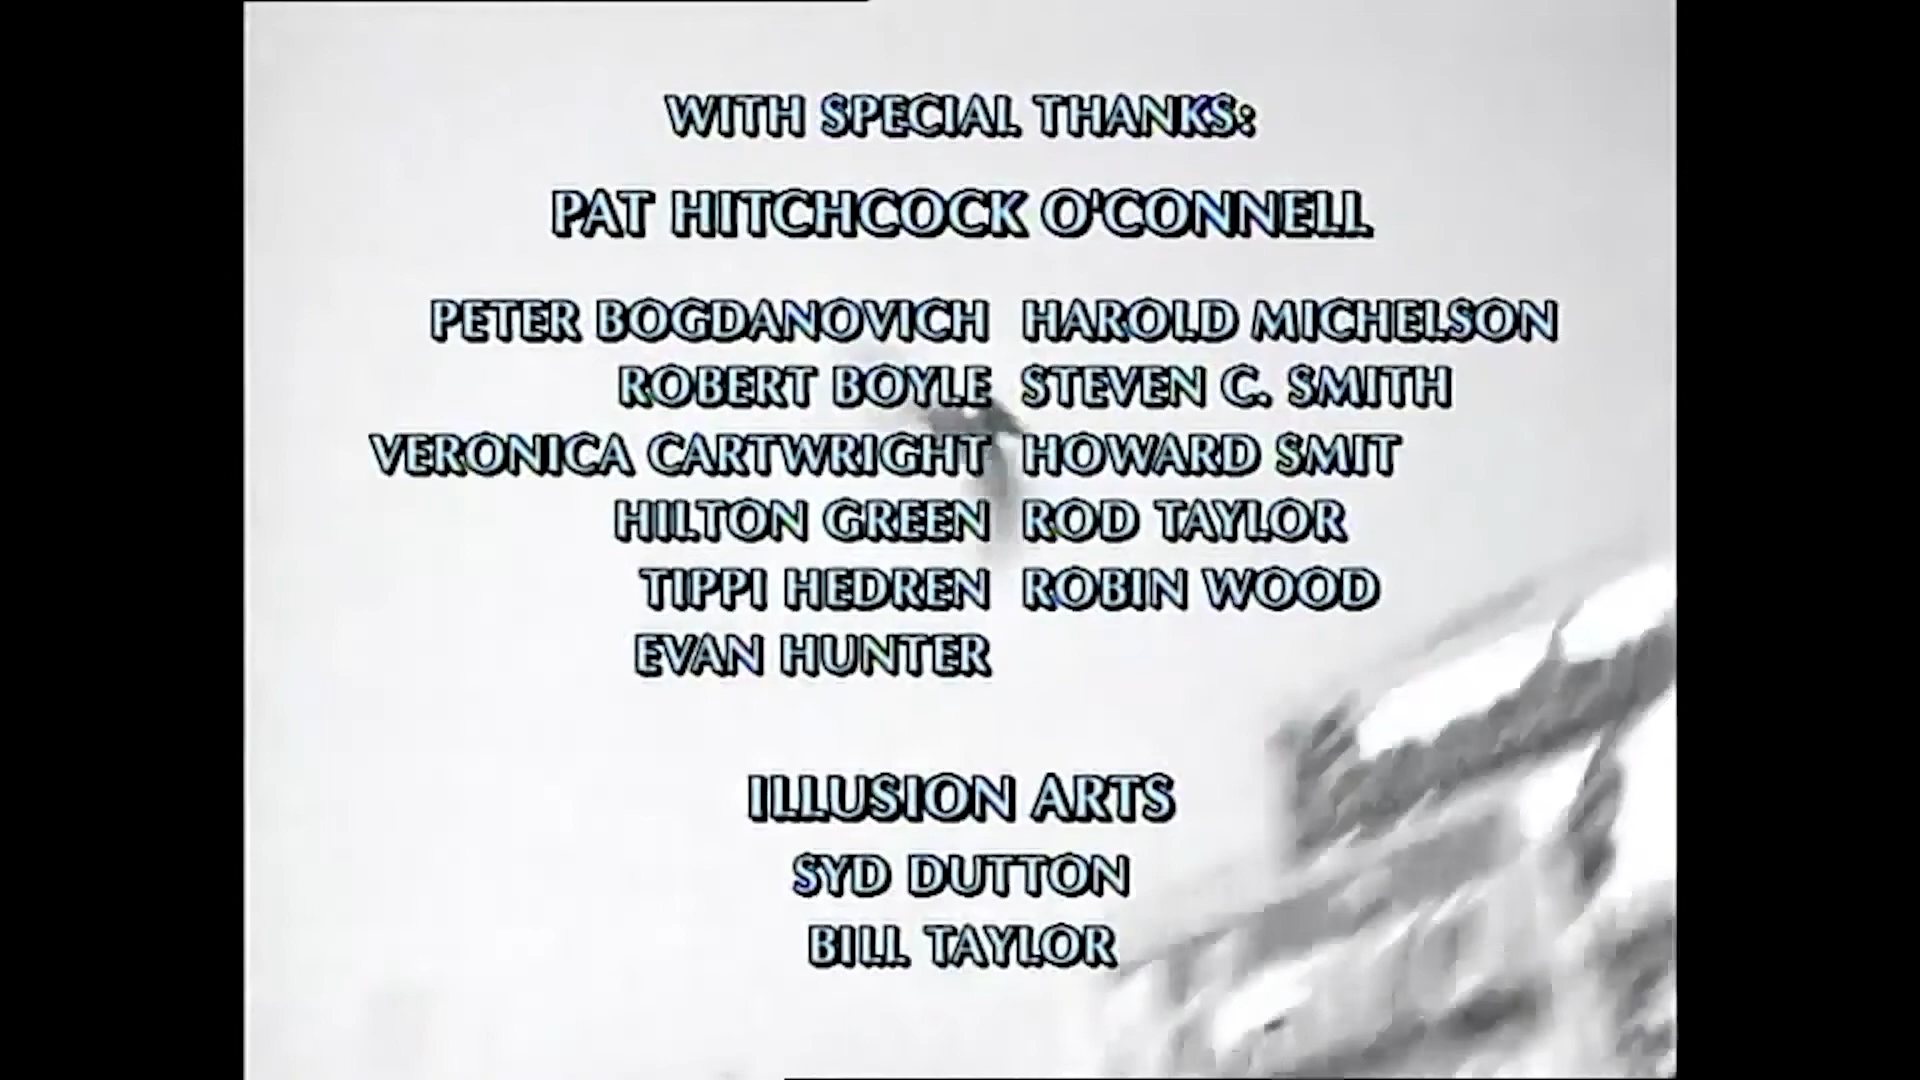 WITH SPECIAL THANKS:
PAT HITCHCOCK O'CONNELL
PETER BOGDANOVICH HAROLD MICHELSON
ROBERT BOYLE STEVEN C. SMITH
VERONICA CARTWRIGHT HOWARD SMIT
HILTON GREEN ROD TAYLOR
TIPPI HEDREN ROBIN WOOD
EVAN HUNTER
ILLUSION ARTS
SYD DUTTON
BILL TAYLOR